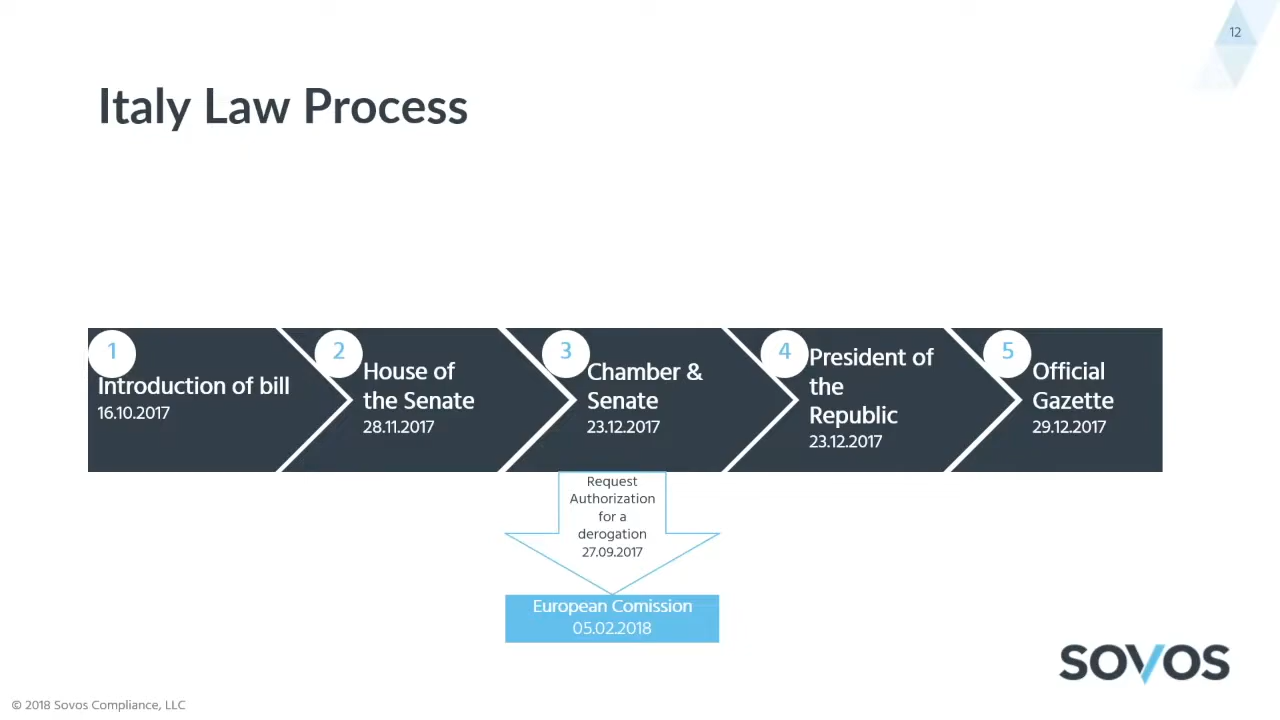 12
Italy Law Process
1
Introduction of bill
16.10.2017
2
House of
the Senate
28.11.2017
3
Chamber &
Senate
23.12.2017
4
President of
the
Republic
23.12.2017
5
Official
Gazette
29.12.2017
Request
Authorization
for a
derogation
27.09.2017
European Comission
05.02.2018
sovos
© 2018 Sovos Compliance, LLC